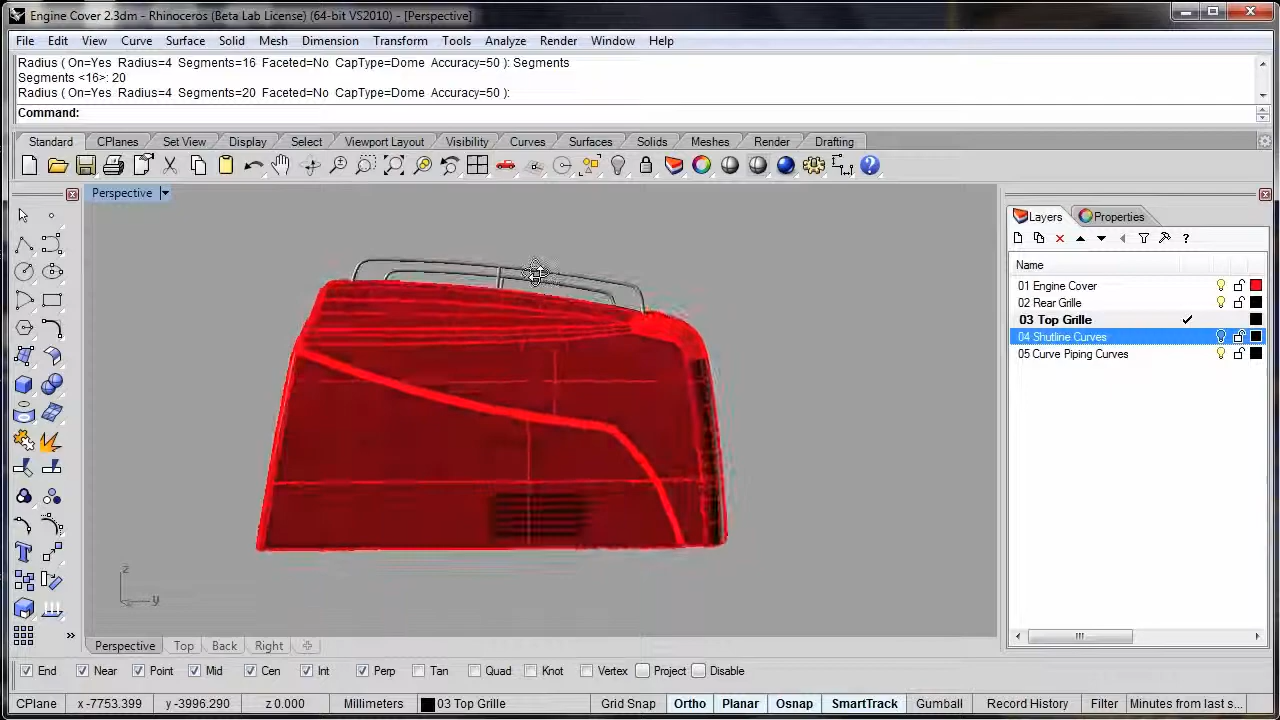 Engine Cover 2.3dm - Rhinoceros (Beta Lab License) (64-bit VS2010) - [Perspective]
File Edit View Curve Surface Solid Mesh Dimension Transform Tools Analyze Render Window Help
Radius ( On=Yes Radius=4 Segments=16 Faceted=No CapType=Dome Accuracy=50 ): Segments
Segments <16>: 20
Radius ( On=Yes Radius=4 Segments=20 Faceted=No CapType=Dome Accuracy=50 ):
Command:
Standard CPlanes Set View Display Select Viewport Layout Visibility Curves Surfaces Solids Meshes Render Drafting
Perspective
Layers Properties
Name
01 Engine Cover
02 Rear Grille
03 Top Grille
04 Shutline Curves
05 Curve Piping Curves
z
y
Perspective Top Back Right
End Near Point Mid Cen Int Perp Tan Quad Knot Vertex Project Disable
CPlane x -7753.399 y -3996.290 z 0.000 Millimeters 03 Top Grille Grid Snap Ortho Planar Osnap SmartTrack Gumball Record History Filter Minutes from last s...